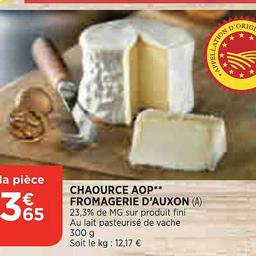 APPELLATION D'ORIG
la pièce
3€65
CHAOURCE AOP**
FROMAGERIE D'AUXON (A)
23,3% de MG sur produit fini
Au lait pasteurisé de vache
300 g
Soit le kg : 12,17 €